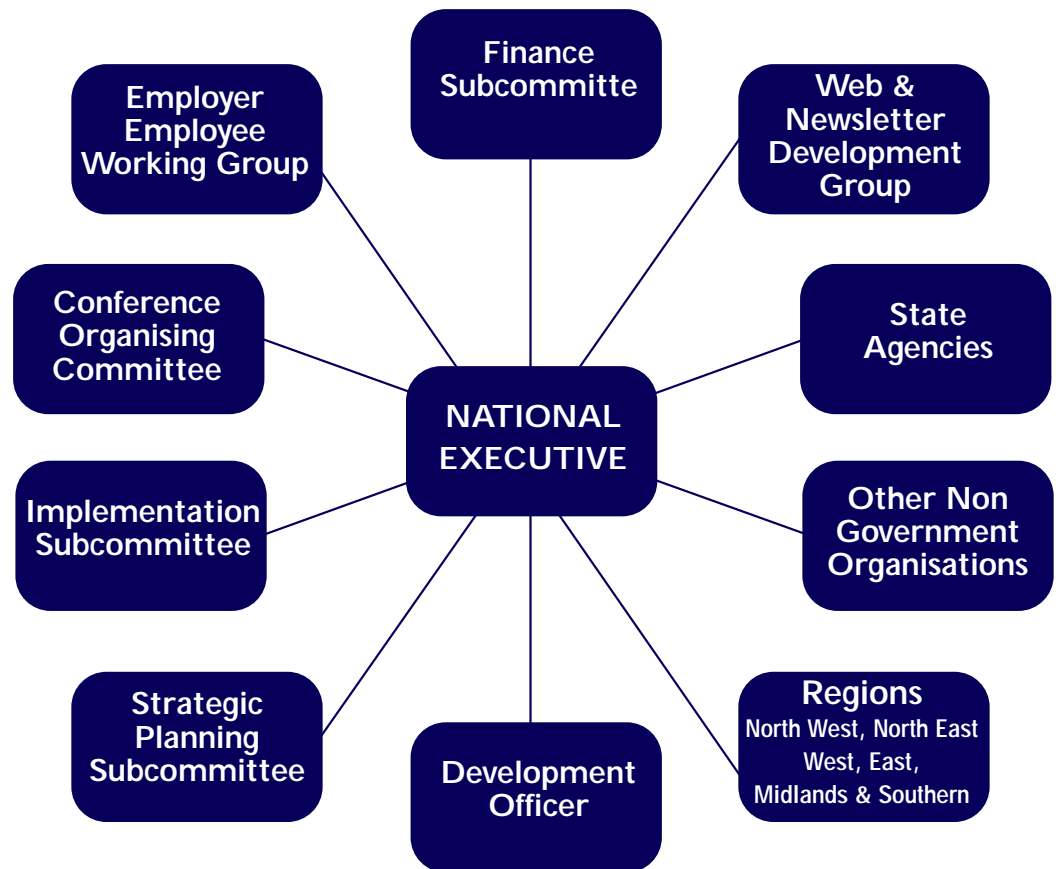 Finance
Subcommitte
Employer
Employee
Working Group
Web &
Newsletter
Development
Group
Conference
Organising
Committee
State
Agencies
NATIONAL
EXECUTIVE
Implementation
Subcommittee
Other Non
Government
Organisations
Strategic
Planning
Subcommittee
Development
Officer
Regions
North West, North East
West, East,
Midlands & Southern